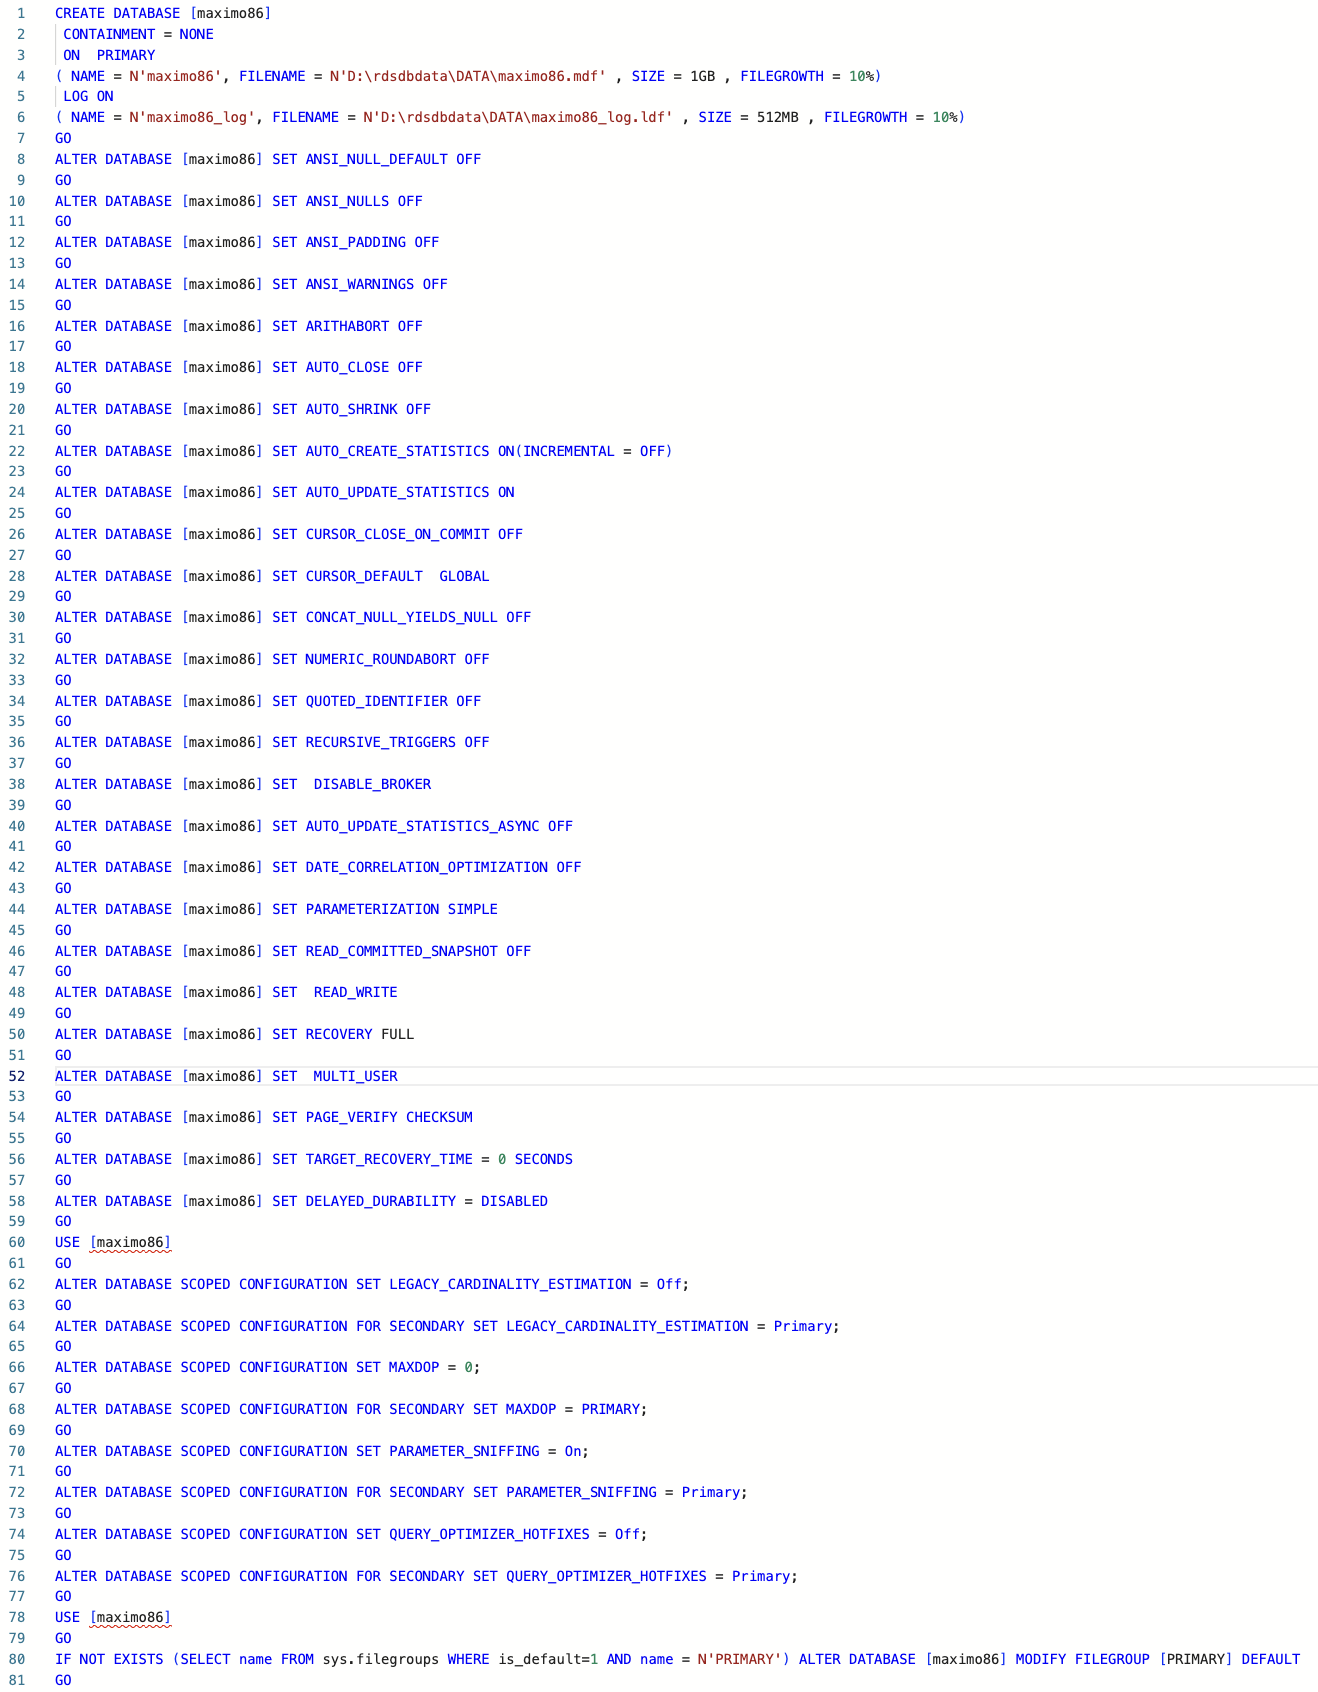 1 CREATE DATABASE [maximo86]
2 CONTAINMENT = NONE
3 ON  PRIMARY
4 ( NAME = N'maximo86', FILENAME = N'D:\rdsdbdata\DATA\maximo86.mdf' , SIZE = 1GB , FILEGROWTH = 10%)
5 LOG ON
6 ( NAME = N'maximo86_log', FILENAME = N'D:\rdsdbdata\DATA\maximo86_log.ldf' , SIZE = 512MB , FILEGROWTH = 10%)
7 GO
8 ALTER DATABASE [maximo86] SET ANSI_NULL_DEFAULT OFF
9 GO
10 ALTER DATABASE [maximo86] SET ANSI_NULLS OFF
11 GO
12 ALTER DATABASE [maximo86] SET ANSI_PADDING OFF
13 GO
14 ALTER DATABASE [maximo86] SET ANSI_WARNINGS OFF
15 GO
16 ALTER DATABASE [maximo86] SET ARITHABORT OFF
17 GO
18 ALTER DATABASE [maximo86] SET AUTO_CLOSE OFF
19 GO
20 ALTER DATABASE [maximo86] SET AUTO_SHRINK OFF
21 GO
22 ALTER DATABASE [maximo86] SET AUTO_CREATE_STATISTICS ON(INCREMENTAL = OFF)
23 GO
24 ALTER DATABASE [maximo86] SET AUTO_UPDATE_STATISTICS ON
25 GO
26 ALTER DATABASE [maximo86] SET CURSOR_CLOSE_ON_COMMIT OFF
27 GO
28 ALTER DATABASE [maximo86] SET CURSOR_DEFAULT  GLOBAL
29 GO
30 ALTER DATABASE [maximo86] SET CONCAT_NULL_YIELDS_NULL OFF
31 GO
32 ALTER DATABASE [maximo86] SET NUMERIC_ROUNDABORT OFF
33 GO
34 ALTER DATABASE [maximo86] SET QUOTED_IDENTIFIER OFF
35 GO
36 ALTER DATABASE [maximo86] SET RECURSIVE_TRIGGERS OFF
37 GO
38 ALTER DATABASE [maximo86] SET  DISABLE_BROKER
39 GO
40 ALTER DATABASE [maximo86] SET AUTO_UPDATE_STATISTICS_ASYNC OFF
41 GO
42 ALTER DATABASE [maximo86] SET DATE_CORRELATION_OPTIMIZATION OFF
43 GO
44 ALTER DATABASE [maximo86] SET PARAMETERIZATION SIMPLE
45 GO
46 ALTER DATABASE [maximo86] SET READ_COMMITTED_SNAPSHOT OFF
47 GO
48 ALTER DATABASE [maximo86] SET  READ_WRITE
49 GO
50 ALTER DATABASE [maximo86] SET RECOVERY FULL
51 GO
52 ALTER DATABASE [maximo86] SET  MULTI_USER
53 GO
54 ALTER DATABASE [maximo86] SET PAGE_VERIFY CHECKSUM
55 GO
56 ALTER DATABASE [maximo86] SET TARGET_RECOVERY_TIME = 0 SECONDS
57 GO
58 ALTER DATABASE [maximo86] SET DELAYED_DURABILITY = DISABLED
59 GO
60 USE [maximo86]
61 GO
62 ALTER DATABASE SCOPED CONFIGURATION SET LEGACY_CARDINALITY_ESTIMATION = Off;
63 GO
64 ALTER DATABASE SCOPED CONFIGURATION FOR SECONDARY SET LEGACY_CARDINALITY_ESTIMATION = Primary;
65 GO
66 ALTER DATABASE SCOPED CONFIGURATION SET MAXDOP = 0;
67 GO
68 ALTER DATABASE SCOPED CONFIGURATION FOR SECONDARY SET MAXDOP = PRIMARY;
69 GO
70 ALTER DATABASE SCOPED CONFIGURATION SET PARAMETER_SNIFFING = On;
71 GO
72 ALTER DATABASE SCOPED CONFIGURATION FOR SECONDARY SET PARAMETER_SNIFFING = Primary;
73 GO
74 ALTER DATABASE SCOPED CONFIGURATION SET QUERY_OPTIMIZER_HOTFIXES = Off;
75 GO
76 ALTER DATABASE SCOPED CONFIGURATION FOR SECONDARY SET QUERY_OPTIMIZER_HOTFIXES = Primary;
77 GO
78 USE [maximo86]
79 GO
80 IF NOT EXISTS (SELECT name FROM sys.filegroups WHERE is_default=1 AND name = N'PRIMARY') ALTER DATABASE [maximo86] MODIFY FILEGROUP [PRIMARY] DEFAULT
81 GO